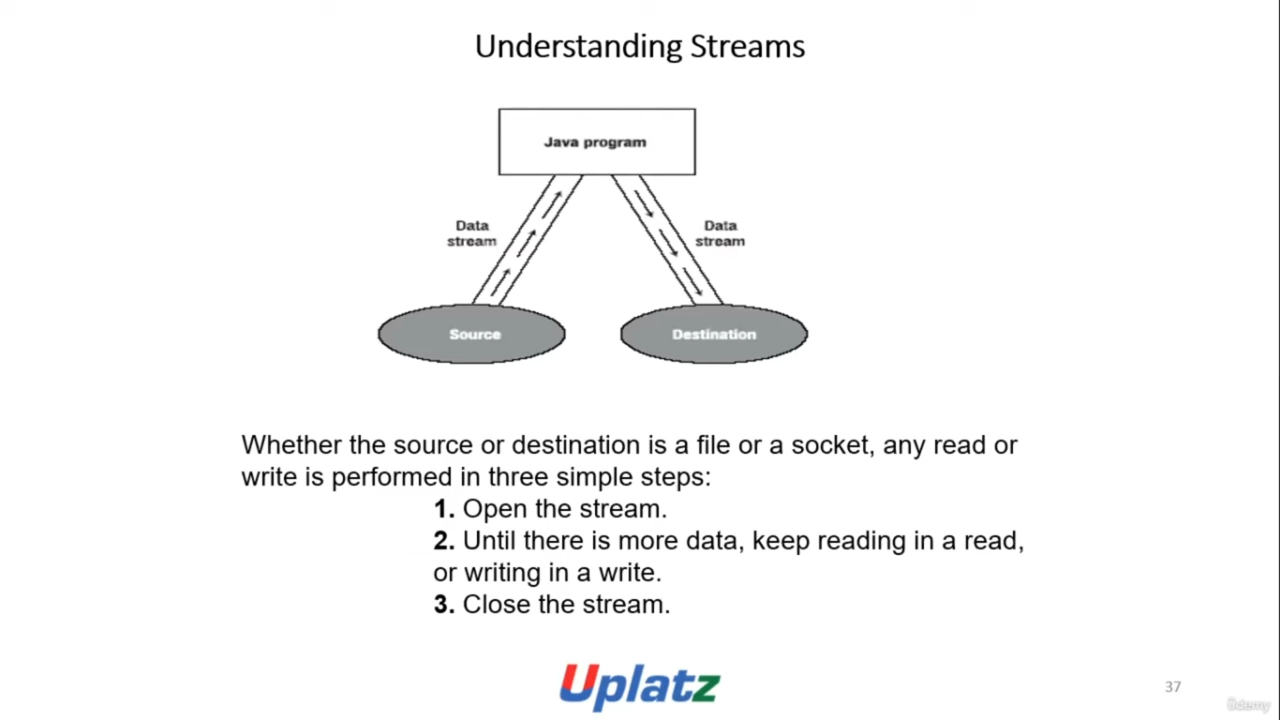 Understanding Streams
Java program
Data
stream
Data
stream
Source
Destination
Whether the source or destination is a file or a socket, any read or
write is performed in three simple steps:
1. Open the stream.
2. Until there is more data, keep reading in a read,
or writing in a write.
3. Close the stream.
Uplatz
37
ûdemy